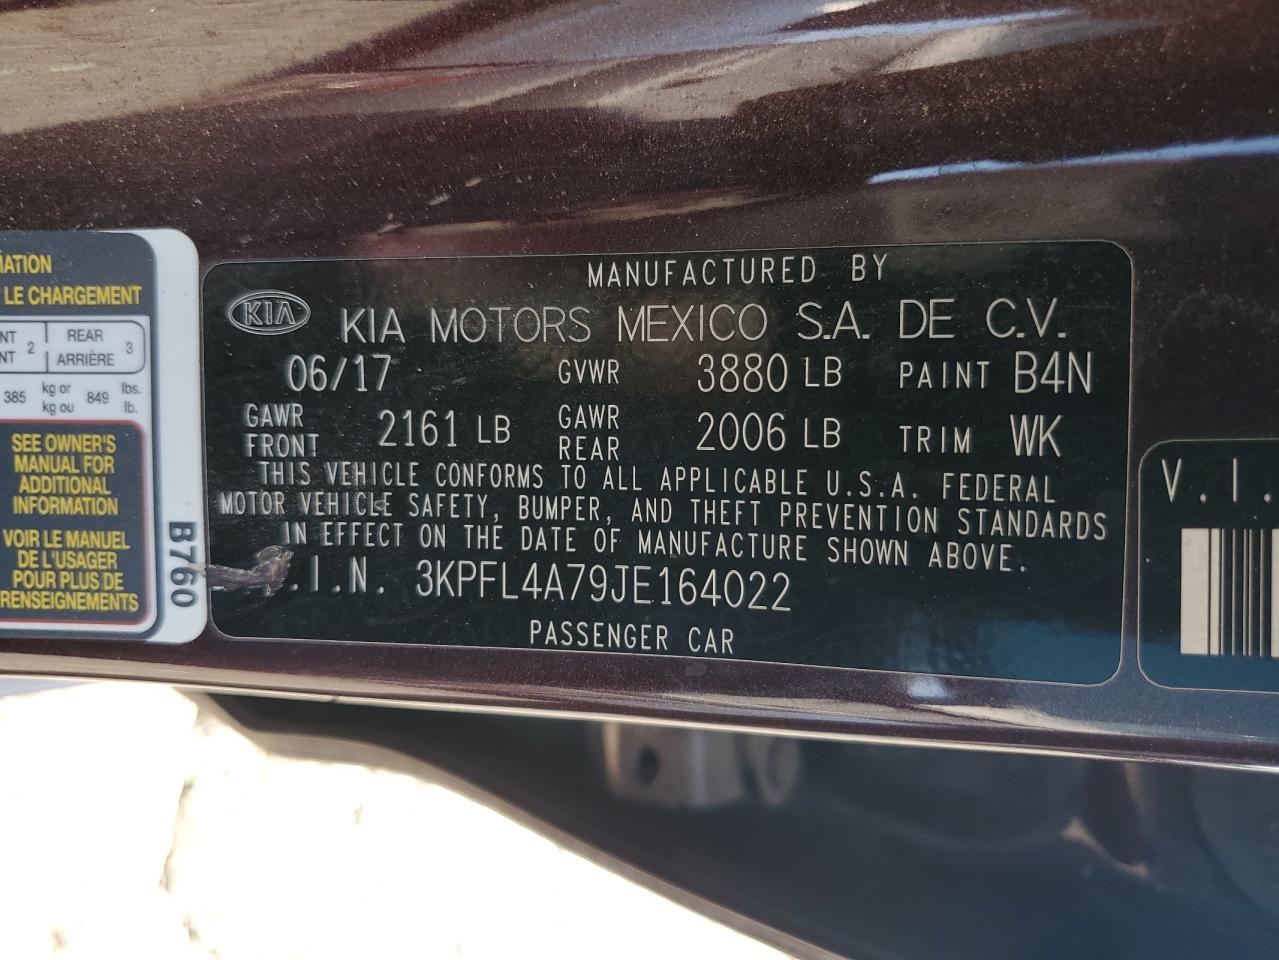 MANUFACTURED BY
KIA KIA MOTORS MEXICO S.A. DE C.V.
06/17 GVWR 3880 LB PAINT B4N
GAWR FRONT 2161 LB GAWR REAR 2006 LB TRIM WK
THIS VEHICLE CONFORMS TO ALL APPLICABLE U.S.A. FEDERAL
MOTOR VEHICLE SAFETY, BUMPER, AND THEFT PREVENTION STANDARDS
IN EFFECT ON THE DATE OF MANUFACTURE SHOWN ABOVE.
.I.N. 3KPFL4A79JE164022
PASSENGER CAR
LE CHARGEMENT
2 REAR ARRIÈRE 3
385 kg or kg ou 849 lbs. lb.
SEE OWNER'S
MANUAL FOR
ADDITIONAL
INFORMATION
VOIR LE MANUEL
DE L'USAGER
POUR PLUS DE
RENSEIGNEMENTS
B760
V.I.